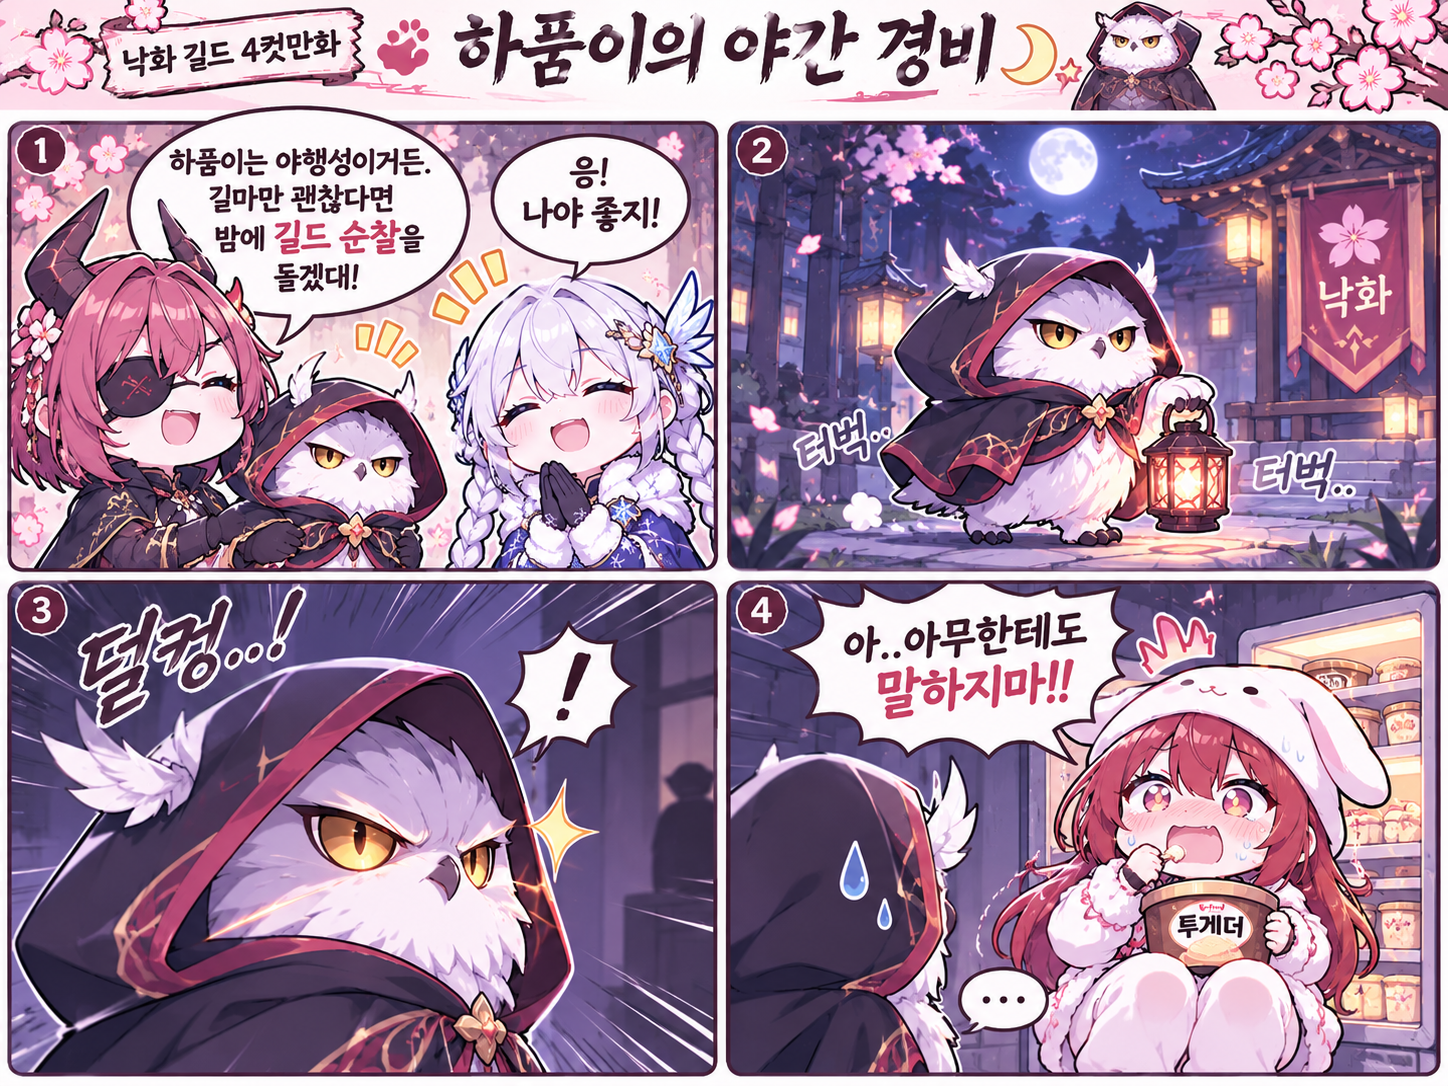 낙화 길드 4컷만화
하품이의 야간 경비
1
하품이는 야행성이거든.
길마만 괜찮다면
밤에 길드 순찰을
돌겠대!
응!
나야 좋지!
2
낙화
터벅..
터벅..
3
덜컹...!
!
4
아..아무한테도
말하지마!!
투게더
...